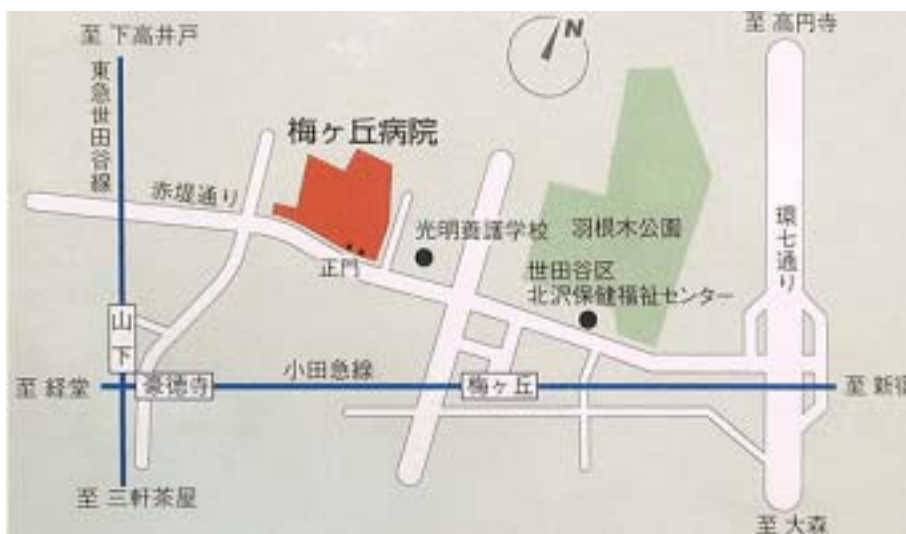 至 下高井戸
至 高円寺
N
東急世田谷線
梅ヶ丘病院
赤堤通り
光明養護学校
羽根木公園
環七通り
正門
世田谷区
北沢保健福祉センター
山下
小田急線
至 経堂
豪徳寺
梅ヶ丘
至 新宿
至 三軒茶屋
至 大森